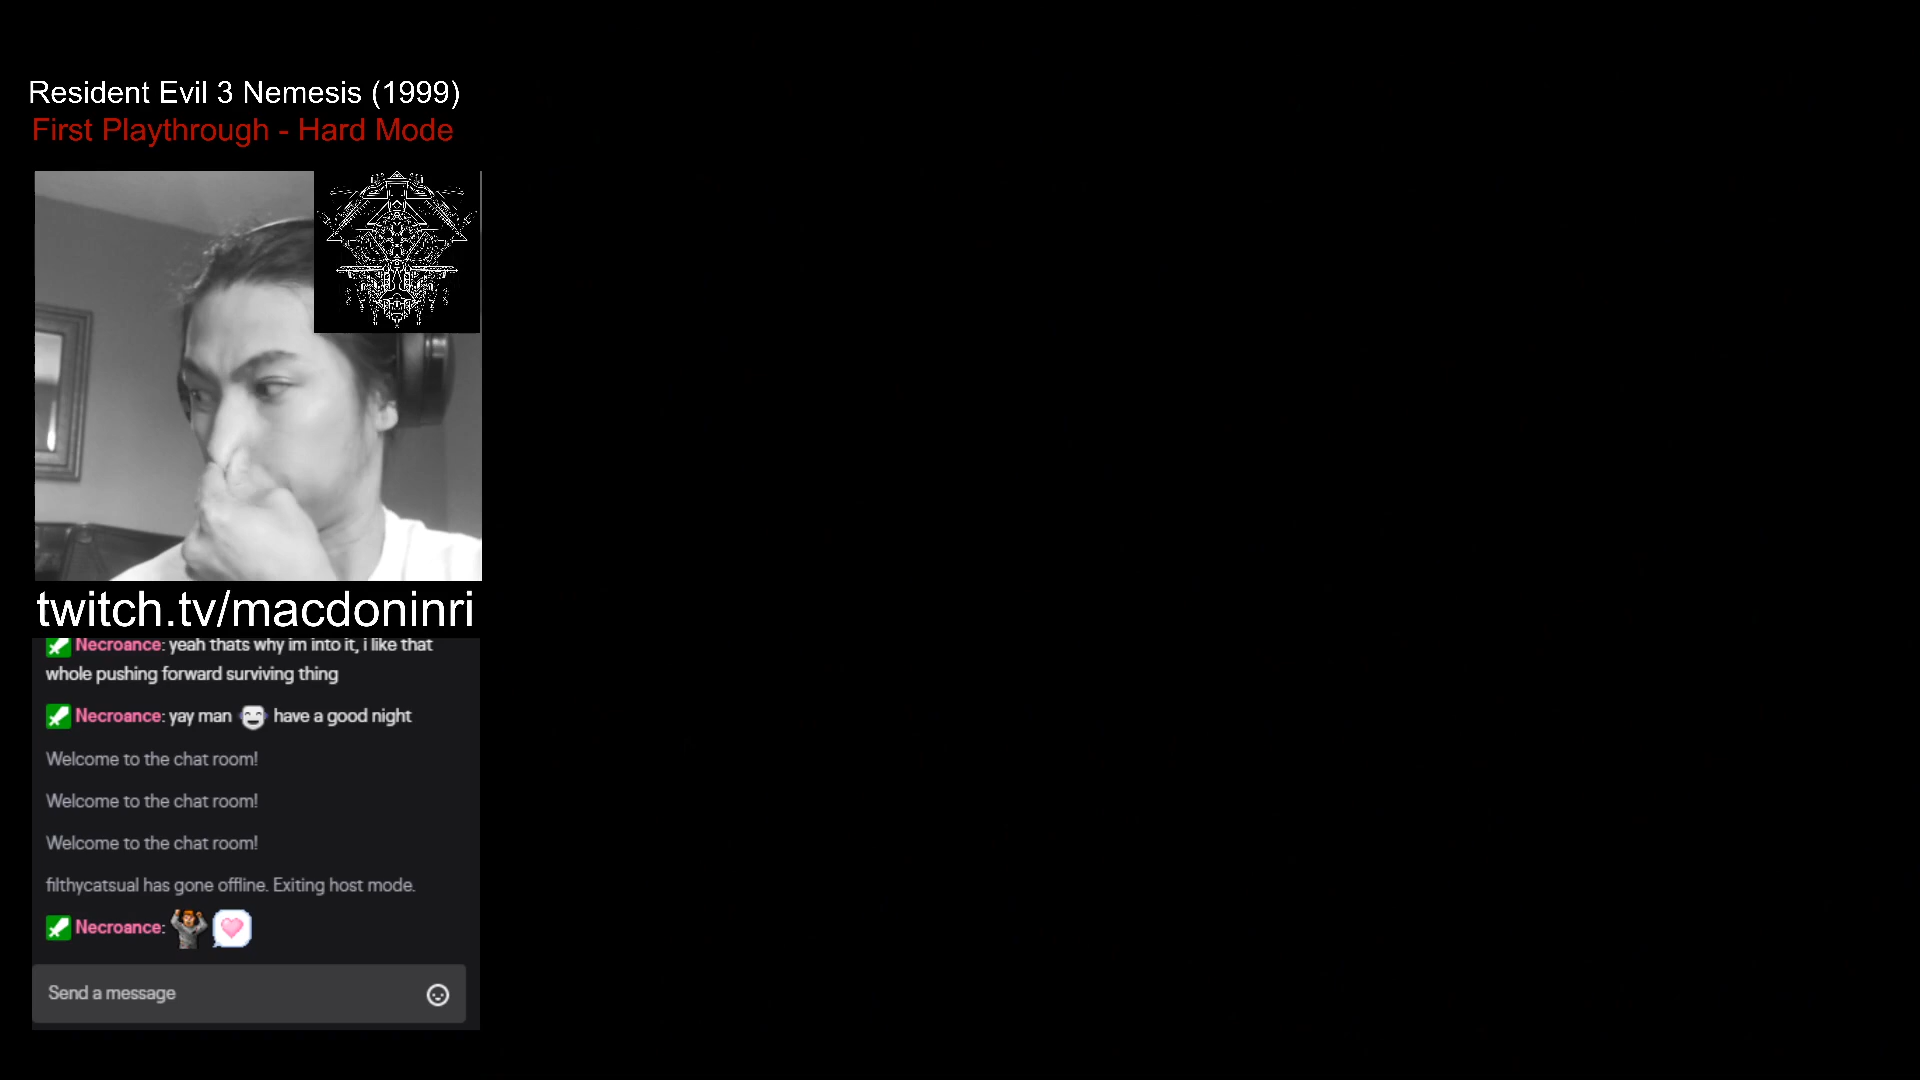 Resident Evil 3 Nemesis (1999)
First Playthrough - Hard Mode
twitch.tv/macdoninri
Necroance: yeah thats why im into it, i like that
whole pushing forward surviving thing
Necroance: yay man have a good night
Welcome to the chat room!
Welcome to the chat room!
Welcome to the chat room!
filthycatsual has gone offline. Exiting host mode.
Necroance:
Send a message